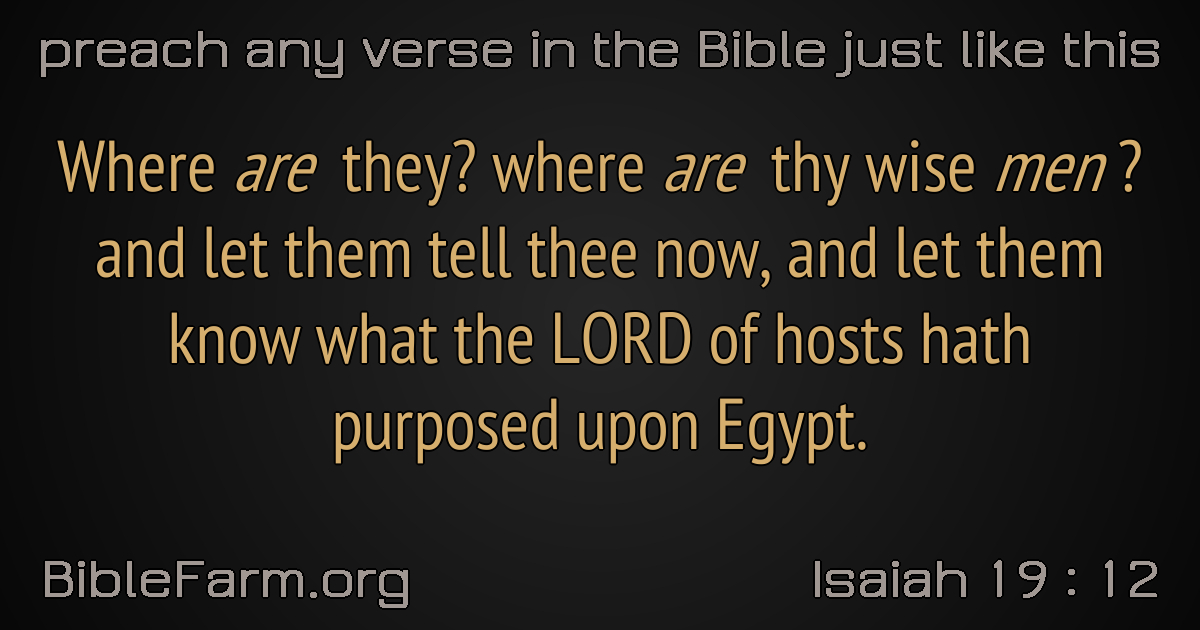 preach any verse in the Bible just like this
Where are they? where are thy wise men ?
and let them tell thee now, and let them
know what the LORD of hosts hath
purposed upon Egypt.
BibleFarm.org
Isaiah 19 : 12